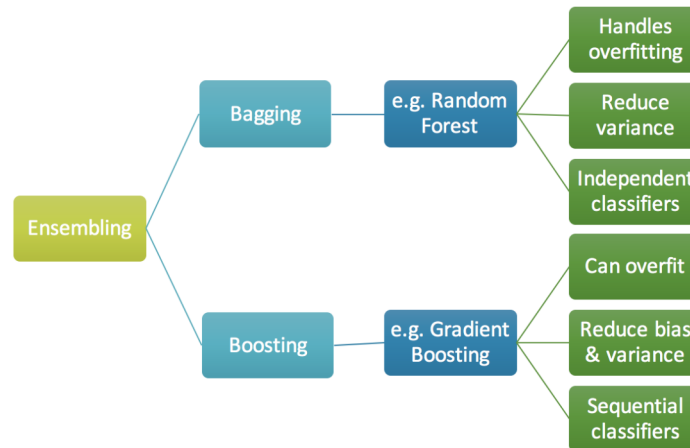 Ensembling
Bagging
e.g. Random
Forest
Handles
overfitting
Reduce
variance
Independent
classifiers
Boosting
e.g. Gradient
Boosting
Can overfit
Reduce bias
& variance
Sequential
classifiers